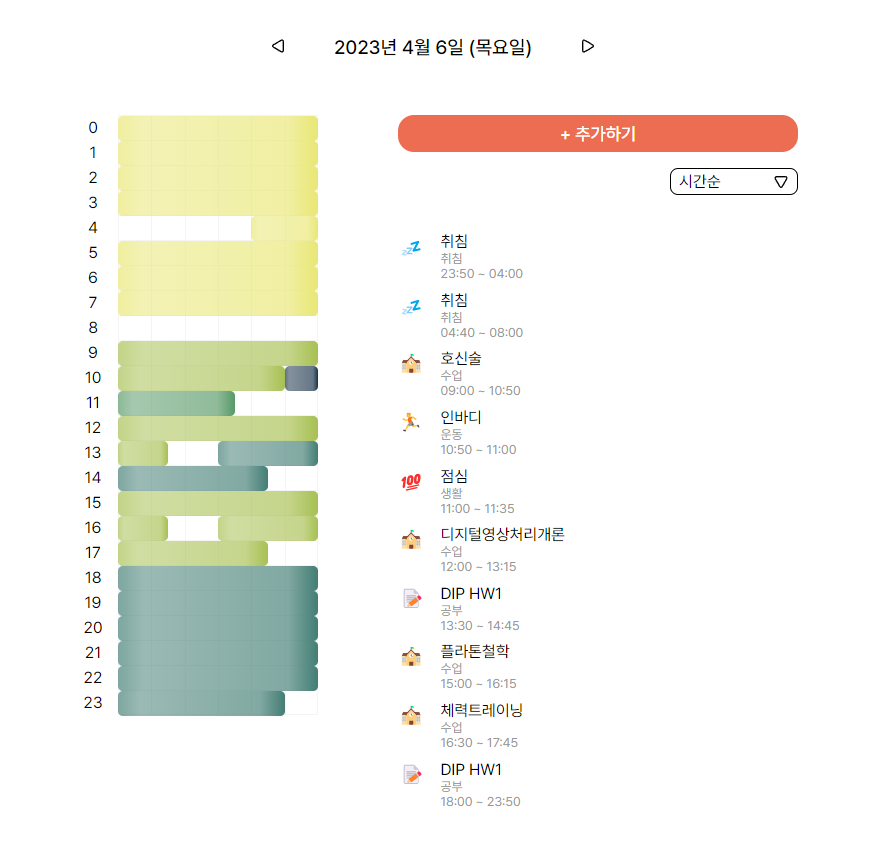 2023년 4월 6일 (목요일)
0
1
2
3
4
5
6
7
8
9
10
11
12
13
14
15
16
17
18
19
20
21
22
23
+ 추가하기
시간순
💤 취침
취침
23:50 ~ 04:00
💤 취침
취침
04:40 ~ 08:00
호신술
수업
09:00 ~ 10:50
인바디
운동
10:50 ~ 11:00
💯 점심
생활
11:00 ~ 11:35
디지털영상처리개론
수업
12:00 ~ 13:15
DIP HW1
공부
13:30 ~ 14:45
플라톤철학
수업
15:00 ~ 16:15
체력트레이닝
수업
16:30 ~ 17:45
DIP HW1
공부
18:00 ~ 23:50